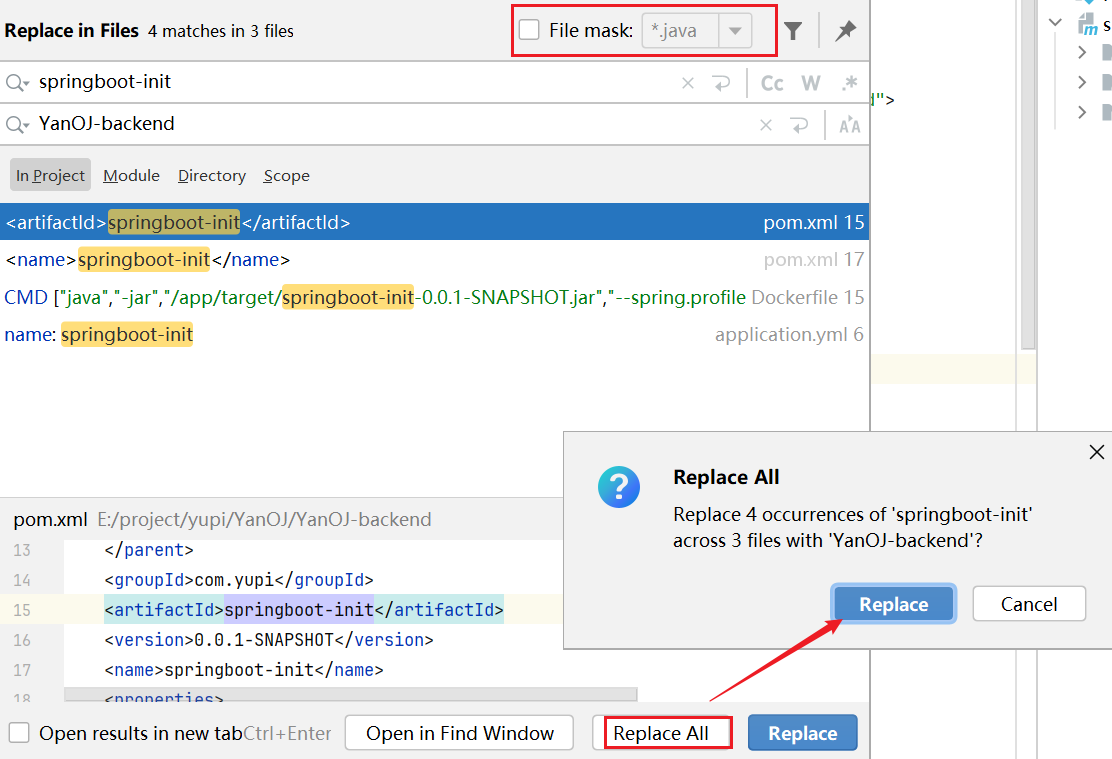 Replace in Files 4 matches in 3 files File mask: *.java
springboot-init Cc W .*
">
YanOJ-backend
In Project Module Directory Scope
<artifactId>springboot-init</artifactId> pom.xml 15
<name>springboot-init</name> pom.xml 17
CMD ["java","-jar","/app/target/springboot-init-0.0.1-SNAPSHOT.jar","--spring.profile Dockerfile 15
name: springboot-init application.yml 6
Replace All
Replace 4 occurrences of 'springboot-init'
across 3 files with 'YanOJ-backend'?
Replace Cancel
pom.xml E:/project/yupi/YanOJ/YanOJ-backend
13 </parent>
14 <groupId>com.yupi</groupId>
15 <artifactId>springboot-init</artifactId>
16 <version>0.0.1-SNAPSHOT</version>
17 <name>springboot-init</name>
18 <properties>
Open results in new tab Ctrl+Enter Open in Find Window Replace All Replace